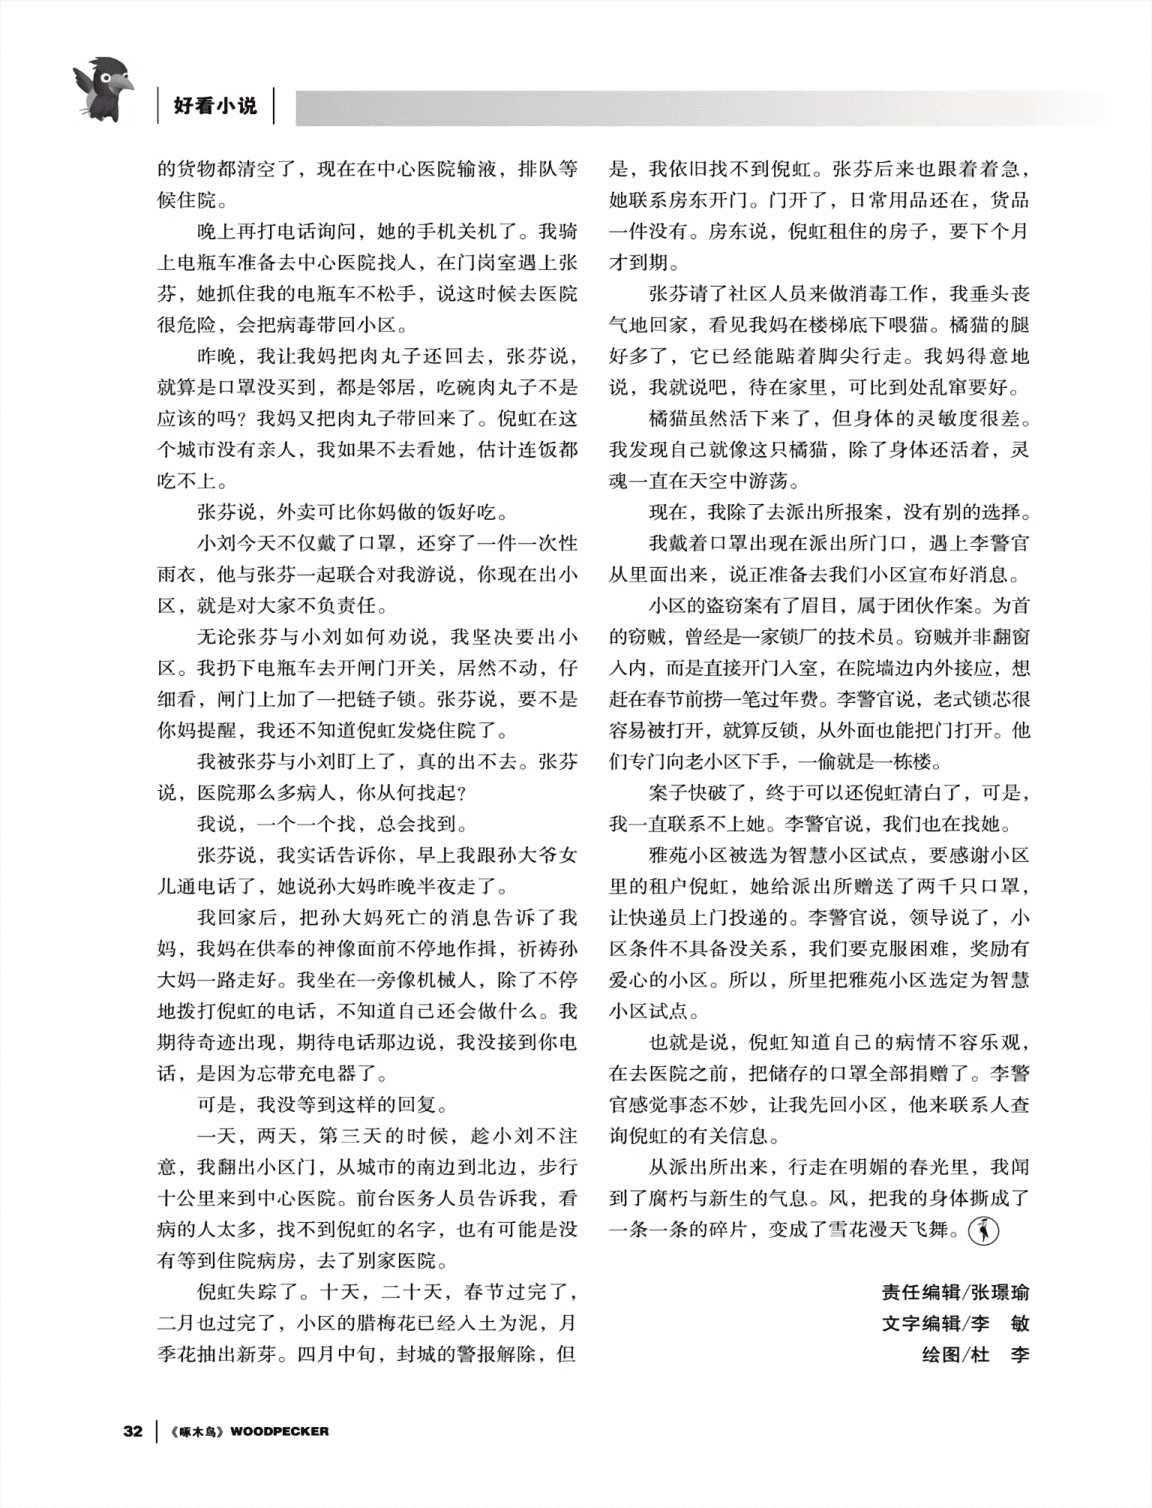 好看小说
的货物都清空了，现在在中心医院输液，排队等
候住院。
晚上再打电话询问，她的手机关机了。我骑
上电瓶车准备去中心医院找人，在门岗室遇上张
芬，她抓住我的电瓶车不松手，说这时候去医院
很危险，会把病毒带回小区。
昨晚，我让我妈把肉丸子还回去，张芬说，
就算是口罩没买到，都是邻居，吃碗肉丸子不是
应该的吗？我妈又把肉丸子带回来了。倪虹在这
个城市没有亲人，我如果不去看她，估计连饭都
吃不上。
张芬说，外卖可比你妈做的饭好吃。
小刘今天不仅戴了口罩，还穿了一件一次性
雨衣，他与张芬一起联合对我游说，你现在出小
区，就是对大家不负责任。
无论张芬与小刘如何劝说，我坚决要出小
区。我扔下电瓶车去开闸门开关，居然不动，仔
细看，闸门上加了一把链子锁。张芬说，要不是
你妈提醒，我还不知道倪虹发烧住院了。
我被张芬与小刘盯上了，真的出不去。张芬
说，医院那么多病人，你从何找起？
我说，一个一个找，总会找到。
张芬说，我实话告诉你，早上我跟孙大爷女
儿通电话了，她说孙大妈昨晚半夜走了。
我回家后，把孙大妈死亡的消息告诉了我
妈，我妈在供奉的神像面前不停地作揖，祈祷孙
大妈一路走好。我坐在一旁像机械人，除了不停
地拨打倪虹的电话，不知道自己还会做什么。我
期待奇迹出现，期待电话那边说，我没接到你电
话，是因为忘带充电器了。
可是，我没等到这样的回复。
一天，两天，第三天的时候，趁小刘不注
意，我翻出小区门，从城市的南边到北边，步行
十公里来到中心医院。前台医务人员告诉我，看
病的人太多，找不到倪虹的名字，也有可能是没
有等到住院病房，去了别家医院。
倪虹失踪了。十天，二十天，春节过完了，
二月也过完了，小区的腊梅花已经入土为泥，月
季花抽出新芽。四月中旬，封城的警报解除，但
是，我依旧找不到倪虹。张芬后来也跟着着急，
她联系房东开门。门开了，日常用品还在，货品
一件没有。房东说，倪虹租住的房子，要下个月
才到期。
张芬请了社区人员来做消毒工作，我垂头丧
气地回家，看见我妈在楼梯底下喂猫。橘猫的腿
好多了，它已经能踮着脚尖行走。我妈得意地
说，我就说吧，待在家里，可比到处乱窜要好。
橘猫虽然活下来了，但身体的灵敏度很差。
我发现自己就像这只橘猫，除了身体还活着，灵
魂一直在天空中游荡。
现在，我除了去派出所报案，没有别的选择。
我戴着口罩出现在派出所门口，遇上李警官
从里面出来，说正准备去我们小区宣布好消息。
小区的盗窃案有了眉目，属于团伙作案。为首
的窃贼，曾经是一家锁厂的技术员。窃贼并非翻窗
入内，而是直接开门入室，在院墙边内外接应，想
赶在春节前捞一笔过年费。李警官说，老式锁芯很
容易被打开，就算反锁，从外面也能把门打开。他
们专门向老小区下手，一偷就是一栋楼。
案子快破了，终于可以还倪虹清白了，可是，
我一直联系不上她。李警官说，我们也在找她。
雅苑小区被选为智慧小区试点，要感谢小区
里的租户倪虹，她给派出所赠送了两千只口罩，
让快递员上门投递的。李警官说，领导说了，小
区条件不具备没关系，我们要克服困难，奖励有
爱心的小区。所以，所里把雅苑小区选定为智慧
小区试点。
也就是说，倪虹知道自己的病情不容乐观，
在去医院之前，把储存的口罩全部捐赠了。李警
官感觉事态不妙，让我先回小区，他来联系人查
询倪虹的有关信息。
从派出所出来，行走在明媚的春光里，我闻
到了腐朽与新生的气息。风，把我的身体撕成了
一条一条的碎片，变成了雪花漫天飞舞。
责任编辑/张璟瑜
文字编辑/李　敏
绘图/杜　李
32 《啄木鸟》WOODPECKER